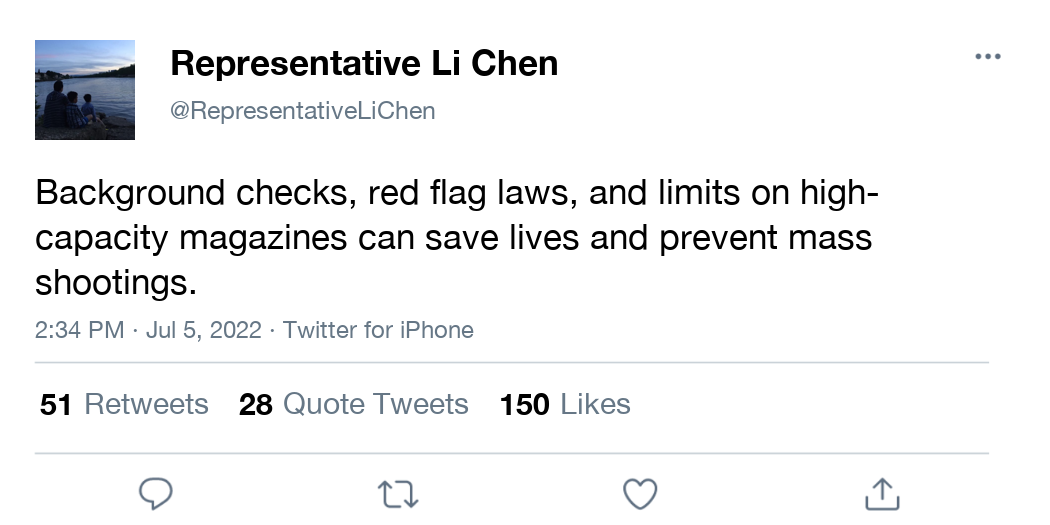 Representative Li Chen
@RepresentativeLiChen
Background checks, red flag laws, and limits on high-
capacity magazines can save lives and prevent mass
shootings.
2:34 PM · Jul 5, 2022 · Twitter for iPhone
51 Retweets 28 Quote Tweets 150 Likes